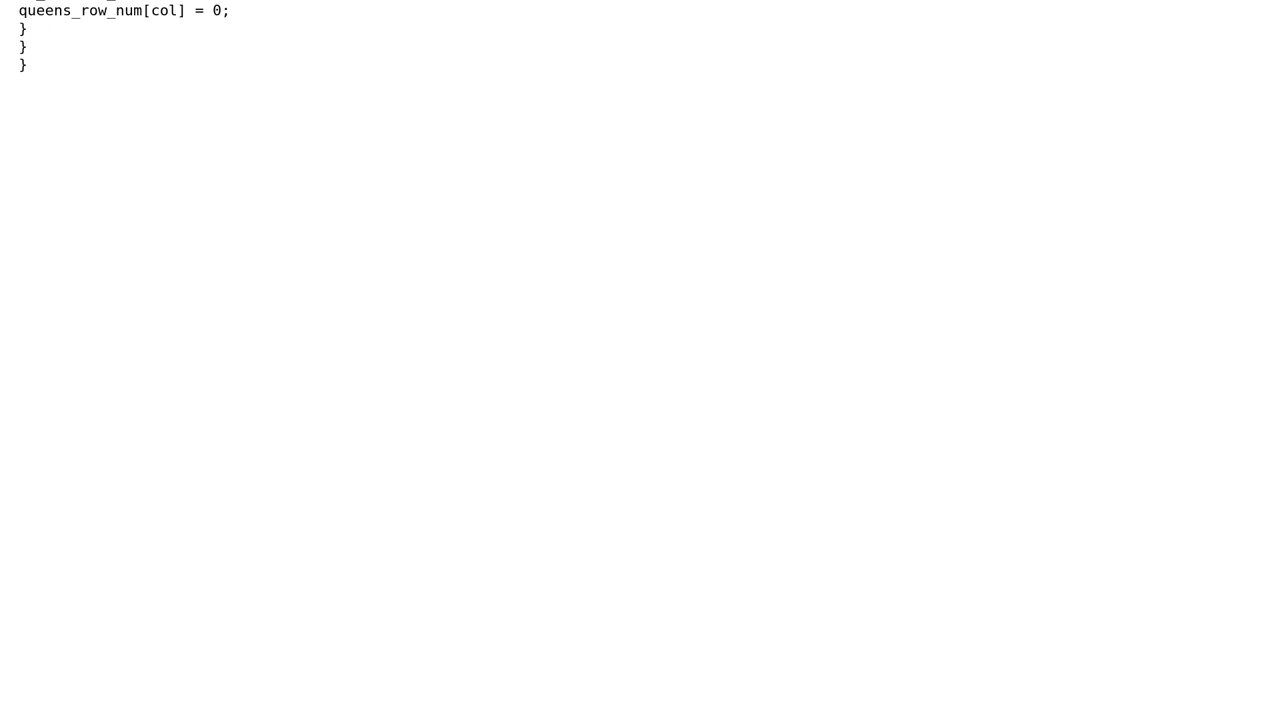 queens_row_num[col] = 0;
}
}
}